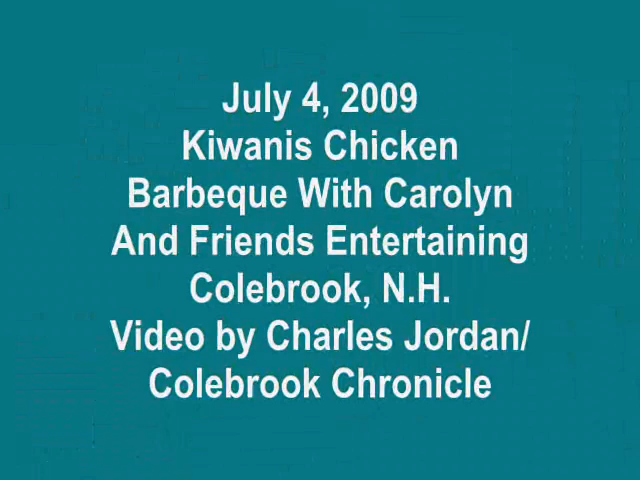 July 4, 2009
Kiwanis Chicken
Barbeque With Carolyn
And Friends Entertaining
Colebrook, N.H.
Video by Charles Jordan/
Colebrook Chronicle